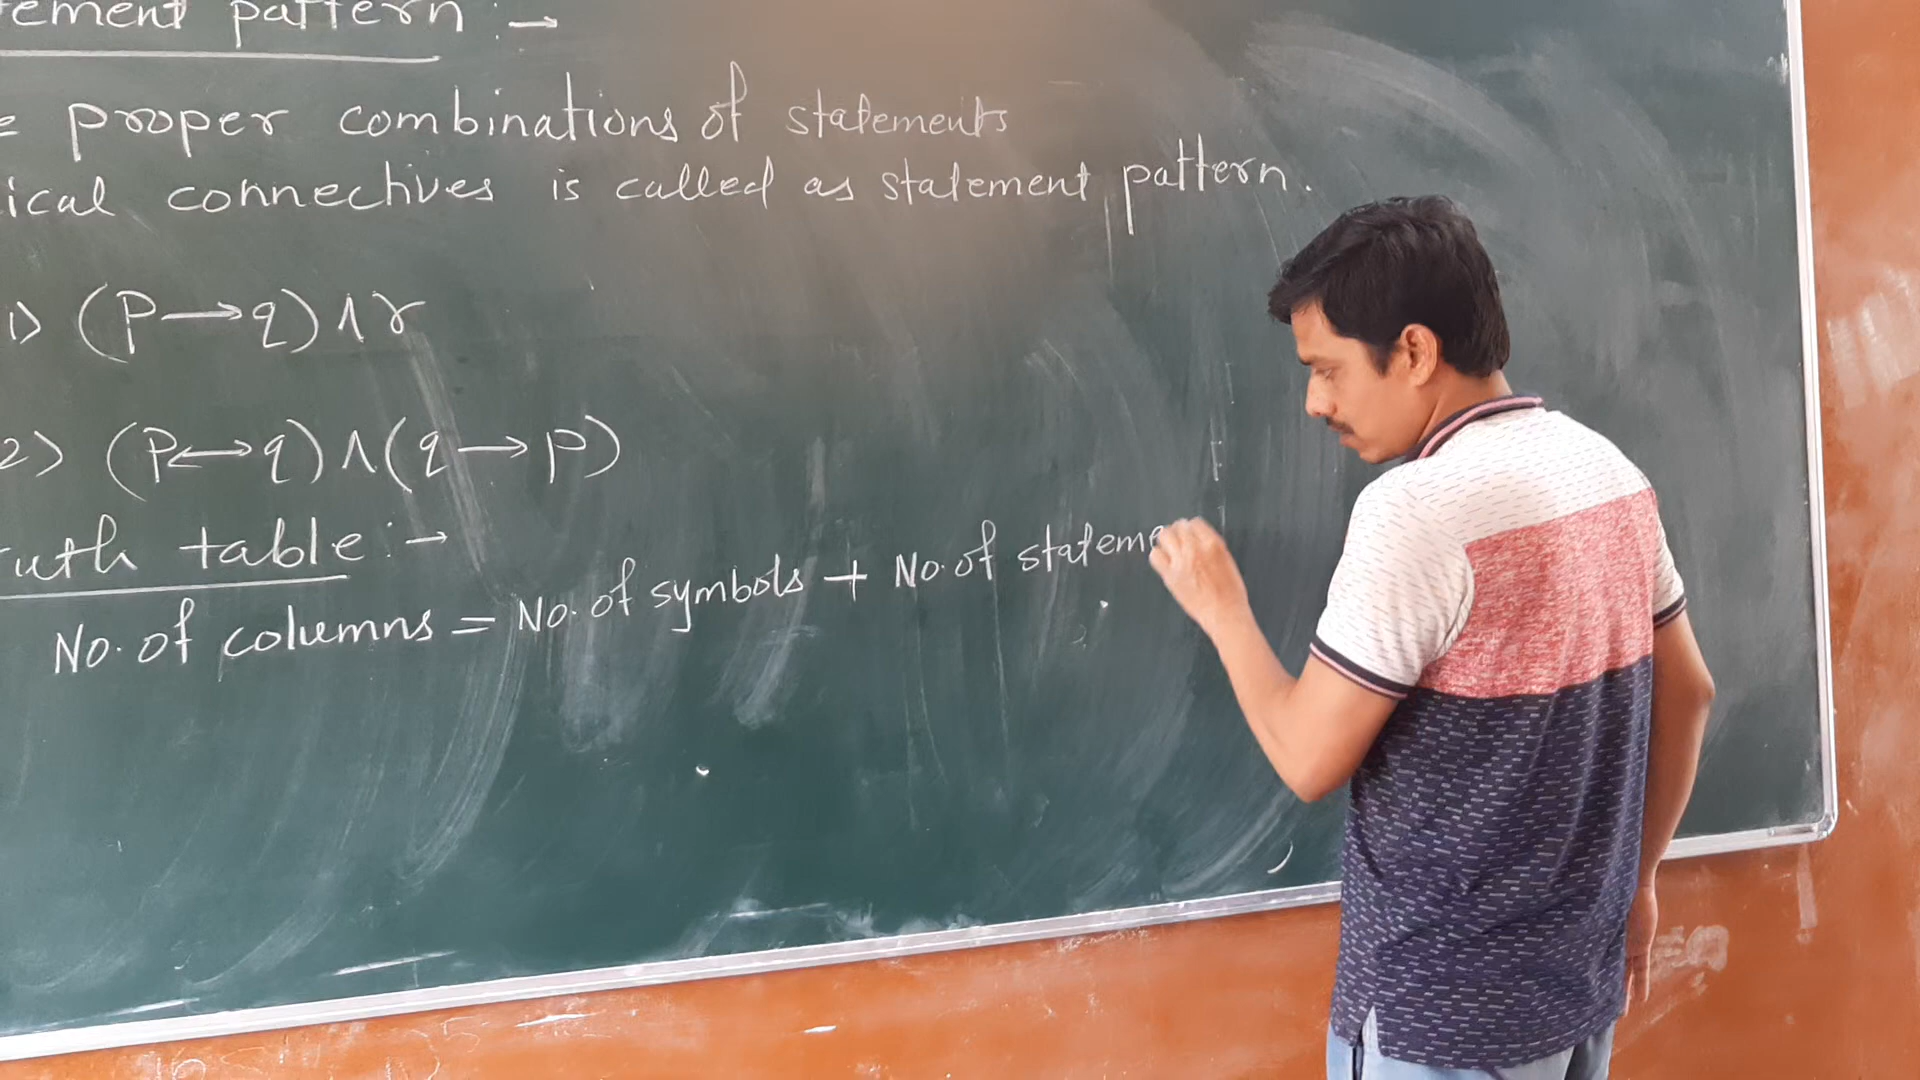 ement pattern :→
e proper combinations of statements
ical connectives is called as statement pattern.
1) (p→q)∧r
2) (p↔q)∧(q→p)
ruth table :→
No. of columns = No. of symbols + No. of stateme